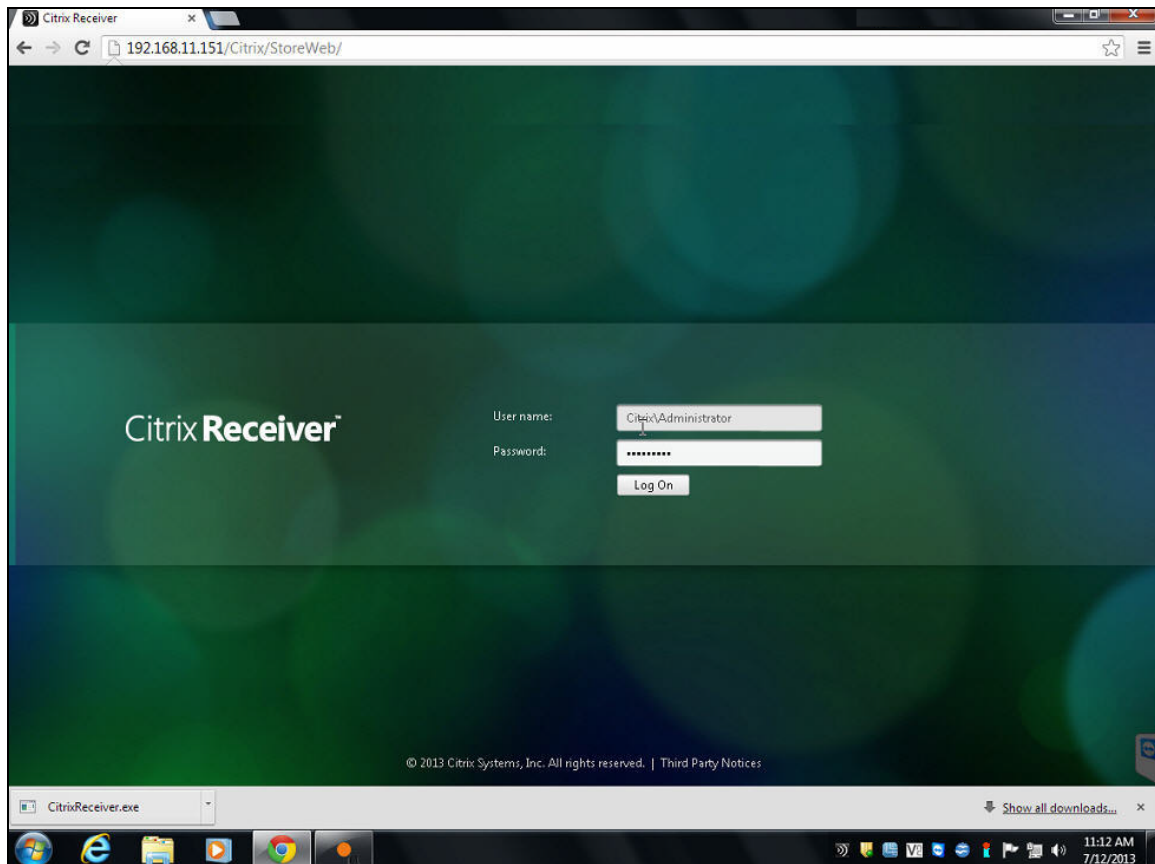 Citrix Receiver
192.168.11.151/Citrix/StoreWeb/
Citrix Receiver™
User name:
Citrix\Administrator
Password:
•••••••••
Log On
© 2013 Citrix Systems, Inc. All rights reserved. | Third Party Notices
CitrixReceiver.exe
Show all downloads...
11:12 AM
7/12/2013